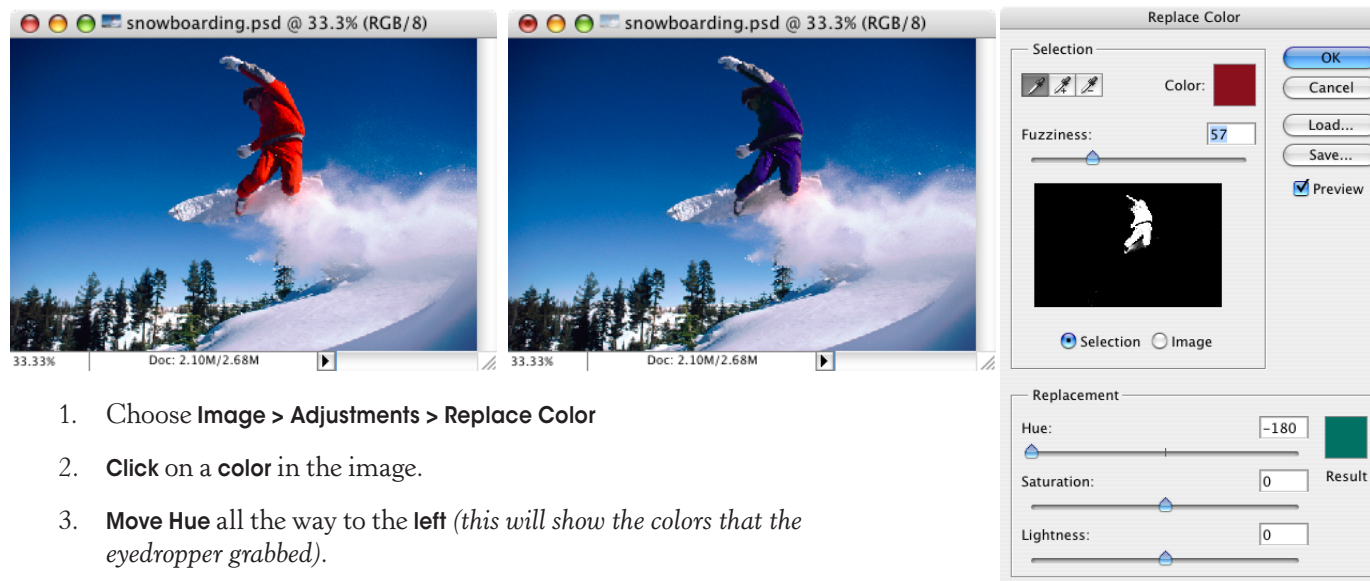 snowboarding.psd @ 33.3% (RGB/8)
33.33%
Doc: 2.10M/2.68M
snowboarding.psd @ 33.3% (RGB/8)
33.33%
Doc: 2.10M/2.68M
Replace Color
Selection
Color:
Fuzziness:
57
Selection
Image
OK
Cancel
Load...
Save...
Preview
Replacement
Hue:
-180
Saturation:
0
Lightness:
0
Result
1. Choose Image > Adjustments > Replace Color
2. Click on a color in the image.
3. Move Hue all the way to the left (this will show the colors that the
eyedropper grabbed).